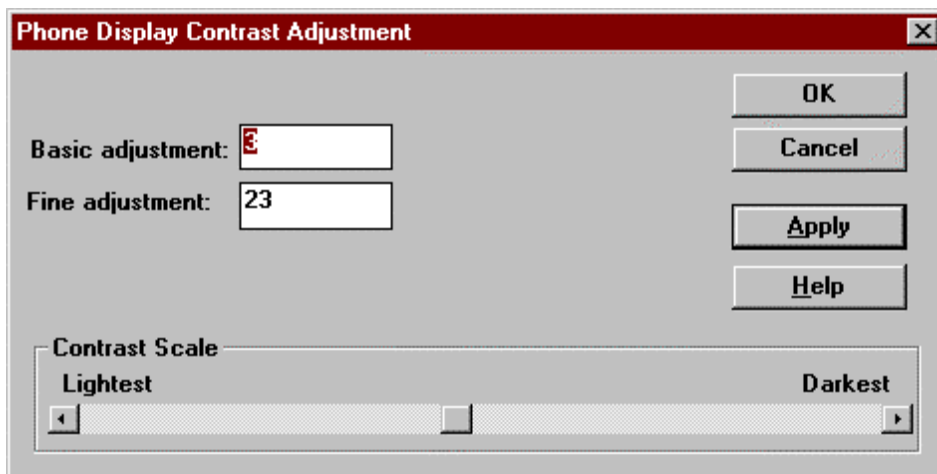 Phone Display Contrast Adjustment
OK
Basic adjustment: 3
Cancel
Fine adjustment: 23
Apply
Help
Contrast Scale
Lightest Darkest